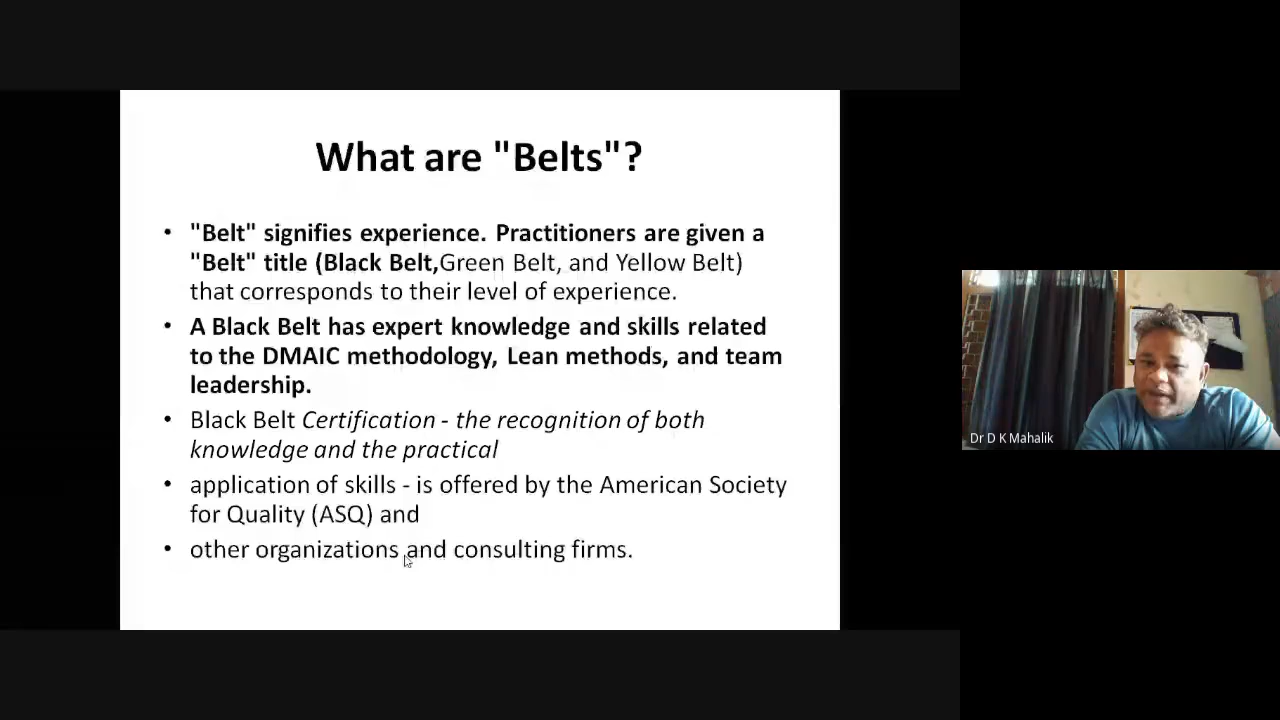 What are "Belts"?
• "Belt" signifies experience. Practitioners are given a
"Belt" title (Black Belt,Green Belt, and Yellow Belt)
that corresponds to their level of experience.
• A Black Belt has expert knowledge and skills related
to the DMAIC methodology, Lean methods, and team
leadership.
• Black Belt Certification - the recognition of both
knowledge and the practical
• application of skills - is offered by the American Society
for Quality (ASQ) and
• other organizations and consulting firms.
Dr D K Mahalik